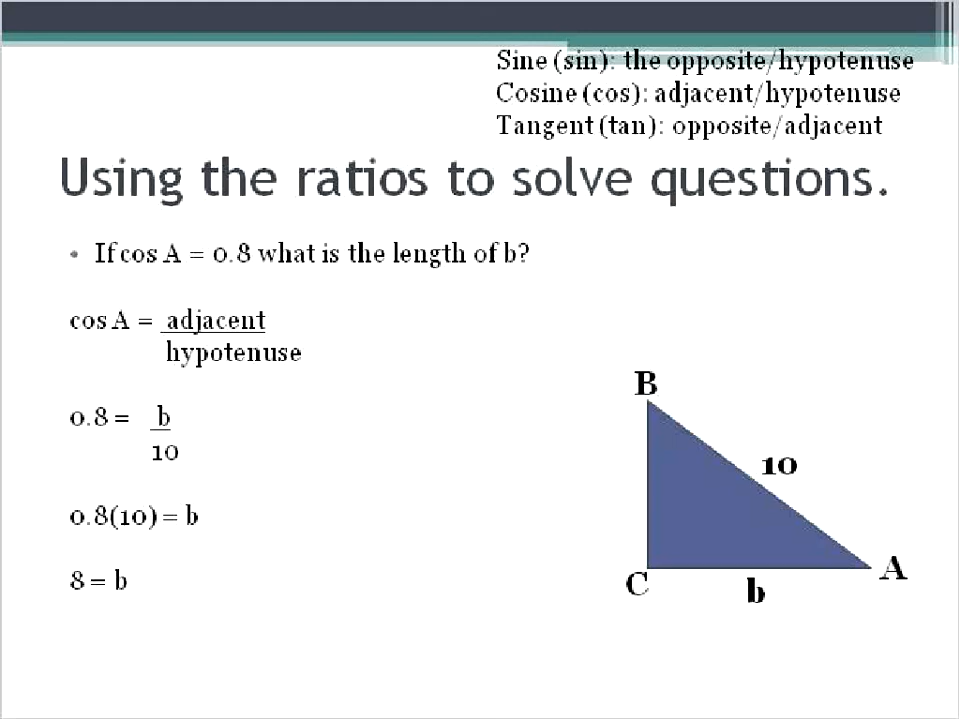 Sine (sin): the opposite/hypotenuse
Cosine (cos): adjacent/hypotenuse
Tangent (tan): opposite/adjacent
Using the ratios to solve questions.
• If cos A = 0.8 what is the length of b?
cos A = adjacent
hypotenuse
0.8 = b
10
0.8(10) = b
8 = b
B
10
A
C
b